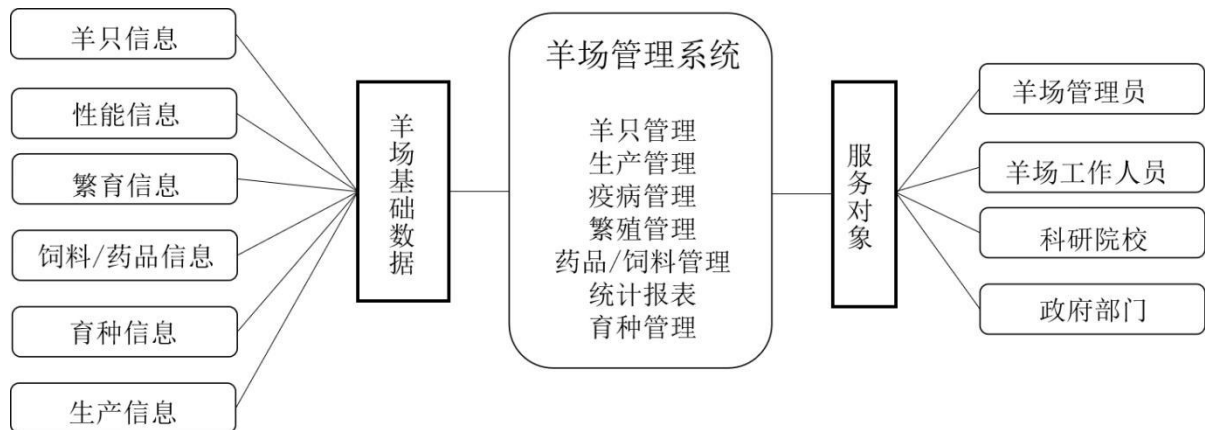 羊只信息
性能信息
繁育信息
饲料/药品信息
育种信息
生产信息
羊场基础数据
羊场管理系统
羊只管理
生产管理
疫病管理
繁殖管理
药品/饲料管理
统计报表
育种管理
服务对象
羊场管理员
羊场工作人员
科研院校
政府部门